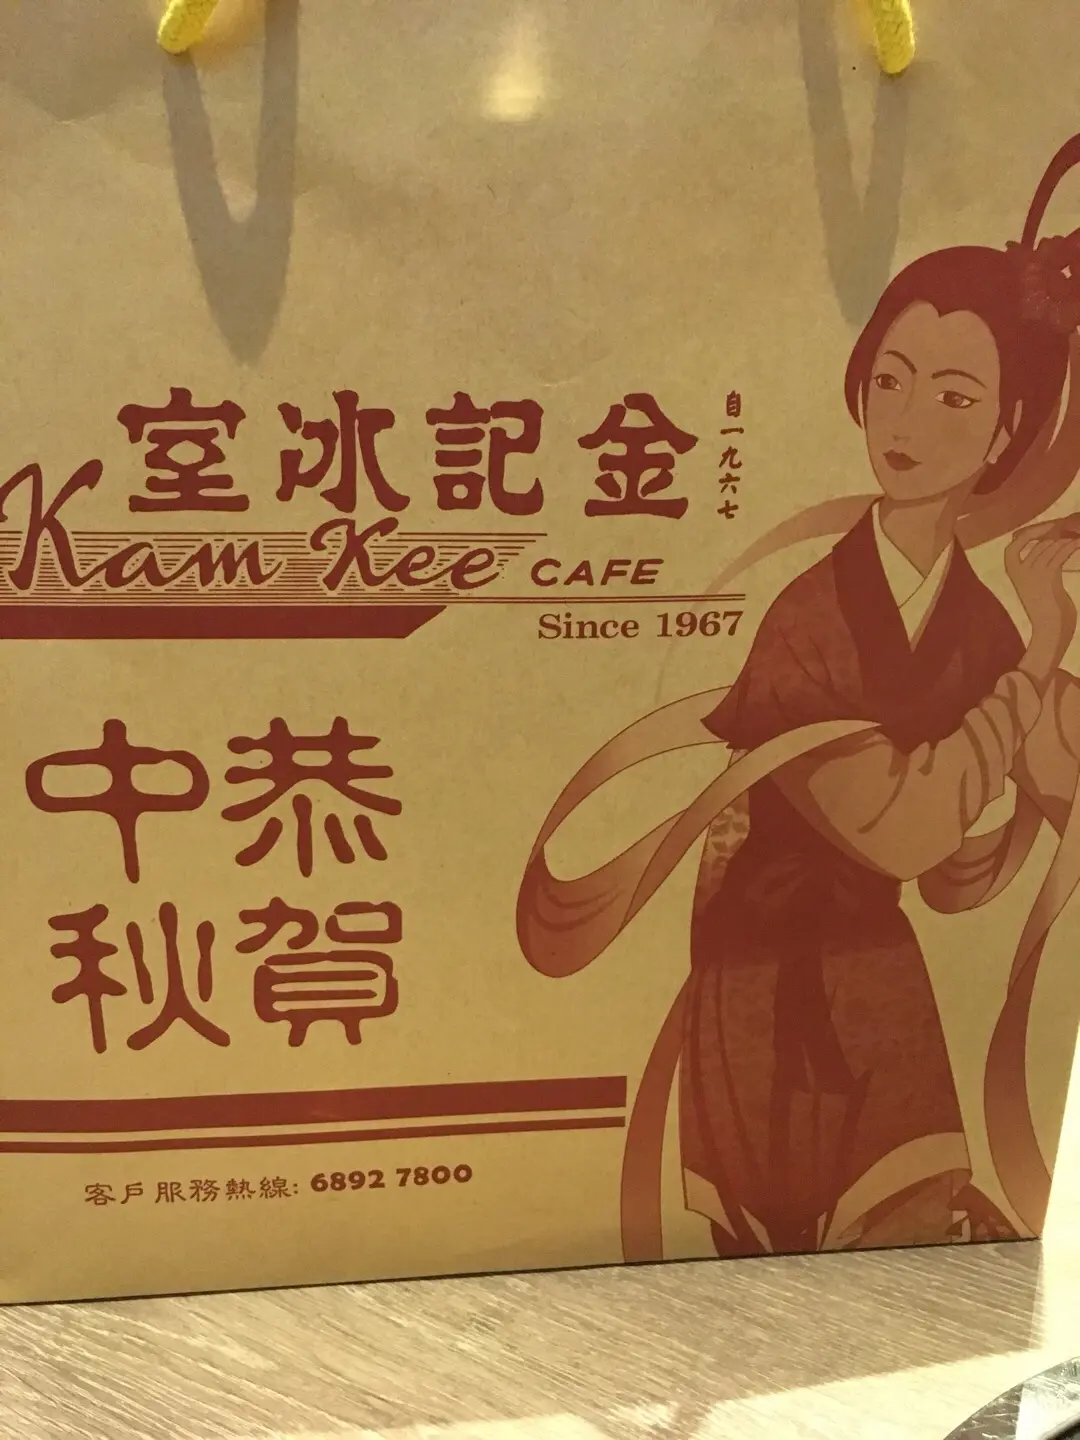 金記冰室
自一九六七
Kam Kee CAFE
Since 1967
恭賀
中秋
客戶服務熱線: 6892 7800